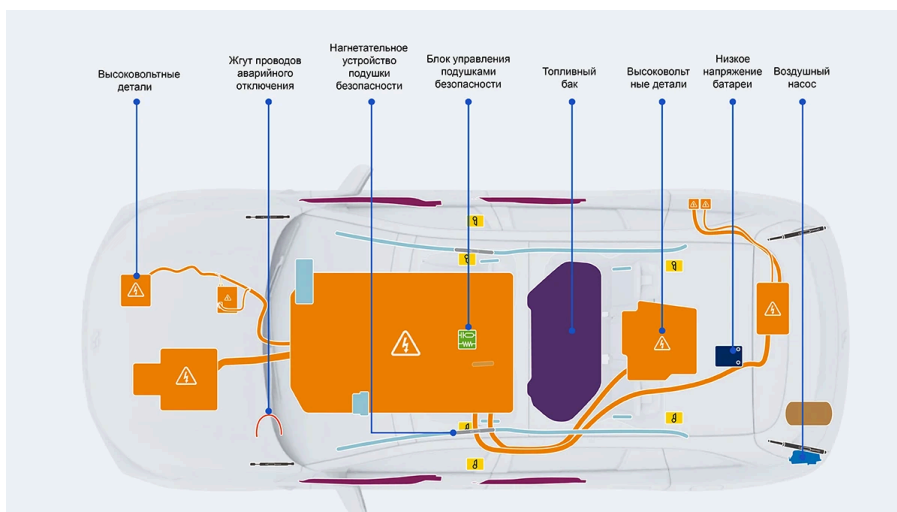 Высоковольтные
детали
Жгут проводов
аварийного
отключения
Нагнетательное
устройство
подушки
безопасности
Блок управления
подушками
безопасности
Топливный
бак
Высоковольт
ные детали
Низкое
напряжение
батареи
Воздушный
насос